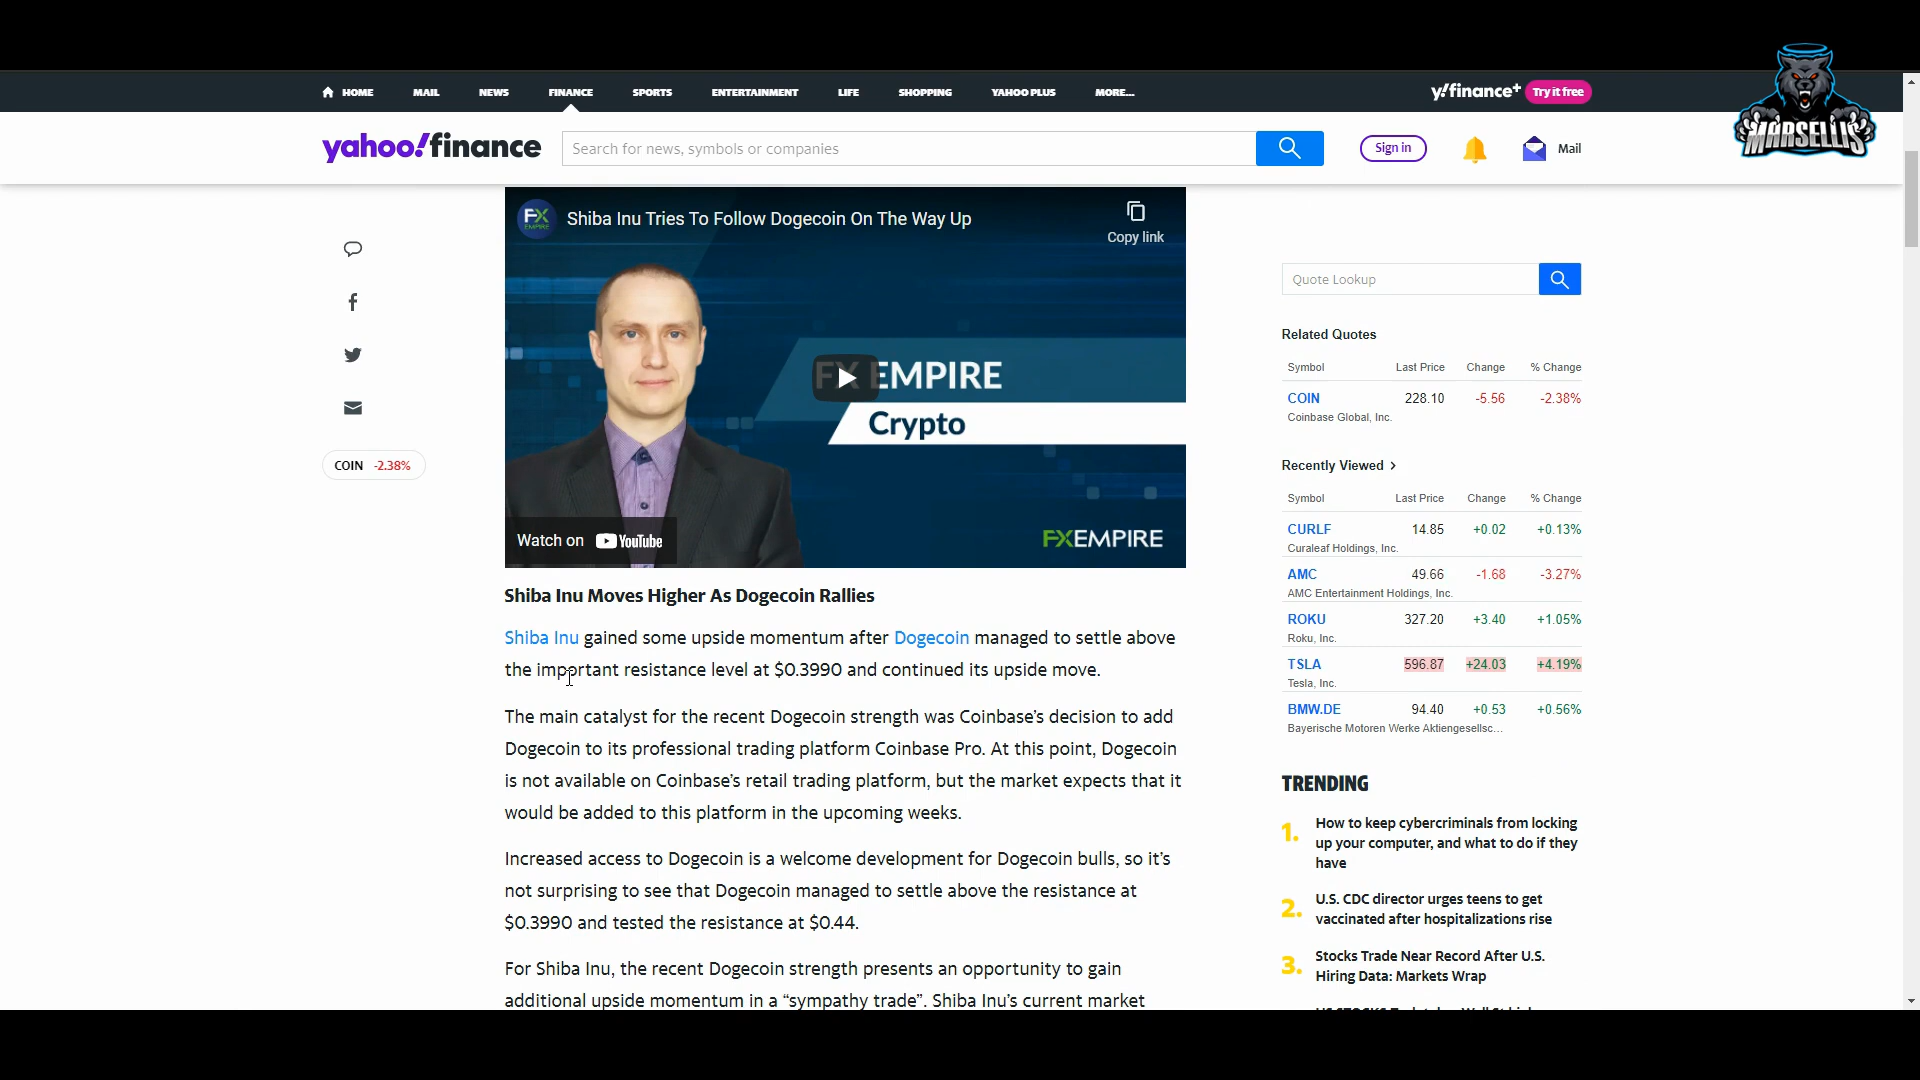 HOME MAIL NEWS FINANCE SPORTS ENTERTAINMENT LIFE SHOPPING YAHOO PLUS MORE...
y!finance+ Try it free
MARSELLIS
yahoo!finance
Search for news, symbols or companies
Sign in
Mail
FX EMPIRE
Shiba Inu Tries To Follow Dogecoin On The Way Up
Copy link
FX EMPIRE
Crypto
Watch on YouTube
FXEMPIRE
COIN -2.38%
Shiba Inu Moves Higher As Dogecoin Rallies
Shiba Inu gained some upside momentum after Dogecoin managed to settle above
the important resistance level at $0.3990 and continued its upside move.
The main catalyst for the recent Dogecoin strength was Coinbase's decision to add
Dogecoin to its professional trading platform Coinbase Pro. At this point, Dogecoin
is not available on Coinbase's retail trading platform, but the market expects that it
would be added to this platform in the upcoming weeks.
Increased access to Dogecoin is a welcome development for Dogecoin bulls, so it's
not surprising to see that Dogecoin managed to settle above the resistance at
$0.3990 and tested the resistance at $0.44.
For Shiba Inu, the recent Dogecoin strength presents an opportunity to gain
additional upside momentum in a “sympathy trade”. Shiba Inu's current market
Quote Lookup
Related Quotes
Symbol Last Price Change % Change
COIN 228.10 -5.56 -2.38%
Coinbase Global, Inc.
Recently Viewed >
Symbol Last Price Change % Change
CURLF 14.85 +0.02 +0.13%
Curaleaf Holdings, Inc.
AMC 49.66 -1.68 -3.27%
AMC Entertainment Holdings, Inc.
ROKU 327.20 +3.40 +1.05%
Roku, Inc.
TSLA 596.87 +24.03 +4.19%
Tesla, Inc.
BMW.DE 94.40 +0.53 +0.56%
Bayerische Motoren Werke Aktiengesellsc...
TRENDING
1. How to keep cybercriminals from locking
up your computer, and what to do if they
have
2. U.S. CDC director urges teens to get
vaccinated after hospitalizations rise
3. Stocks Trade Near Record After U.S.
Hiring Data: Markets Wrap